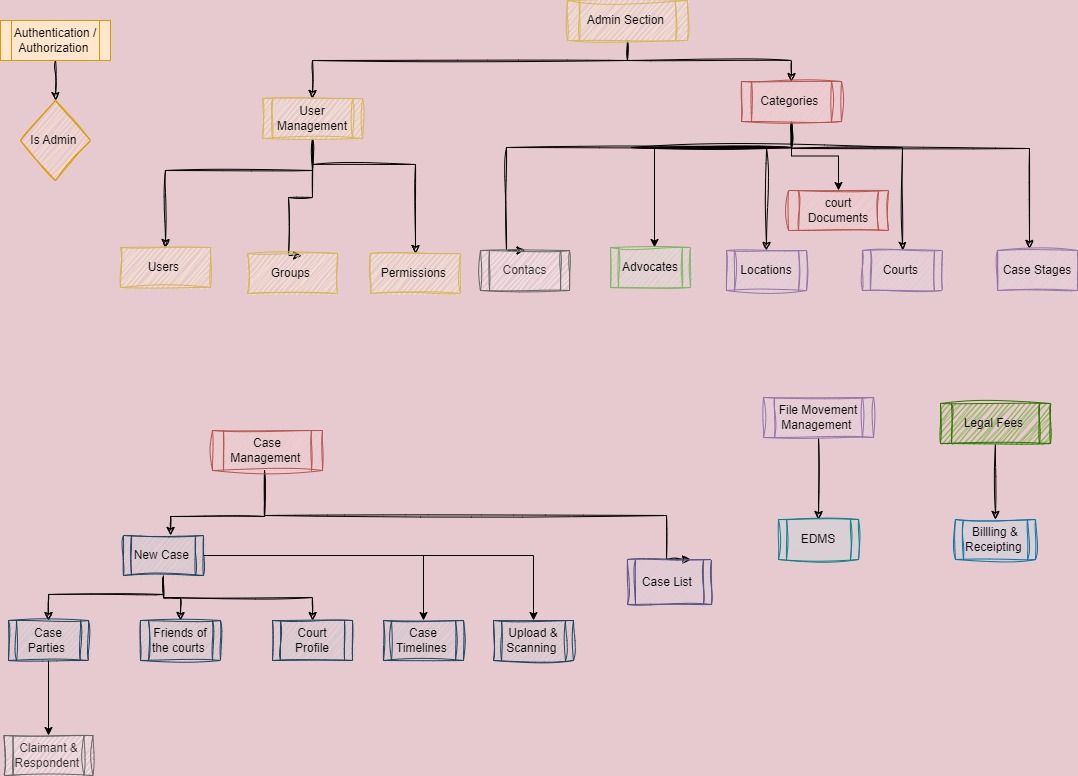 Authentication /
Authorization
Is Admin
Admin Section
User
Management
Categories
court
Documents
Users
Groups
Permissions
Contacs
Advocates
Locations
Courts
Case Stages
Case
Management
File Movement
Management
Legal Fees
New Case
Case List
EDMS
Billling &
Receipting
Case
Parties
Friends of
the courts
Court
Profile
Case
Timelines
Upload &
Scanning
Claimant &
Respondent